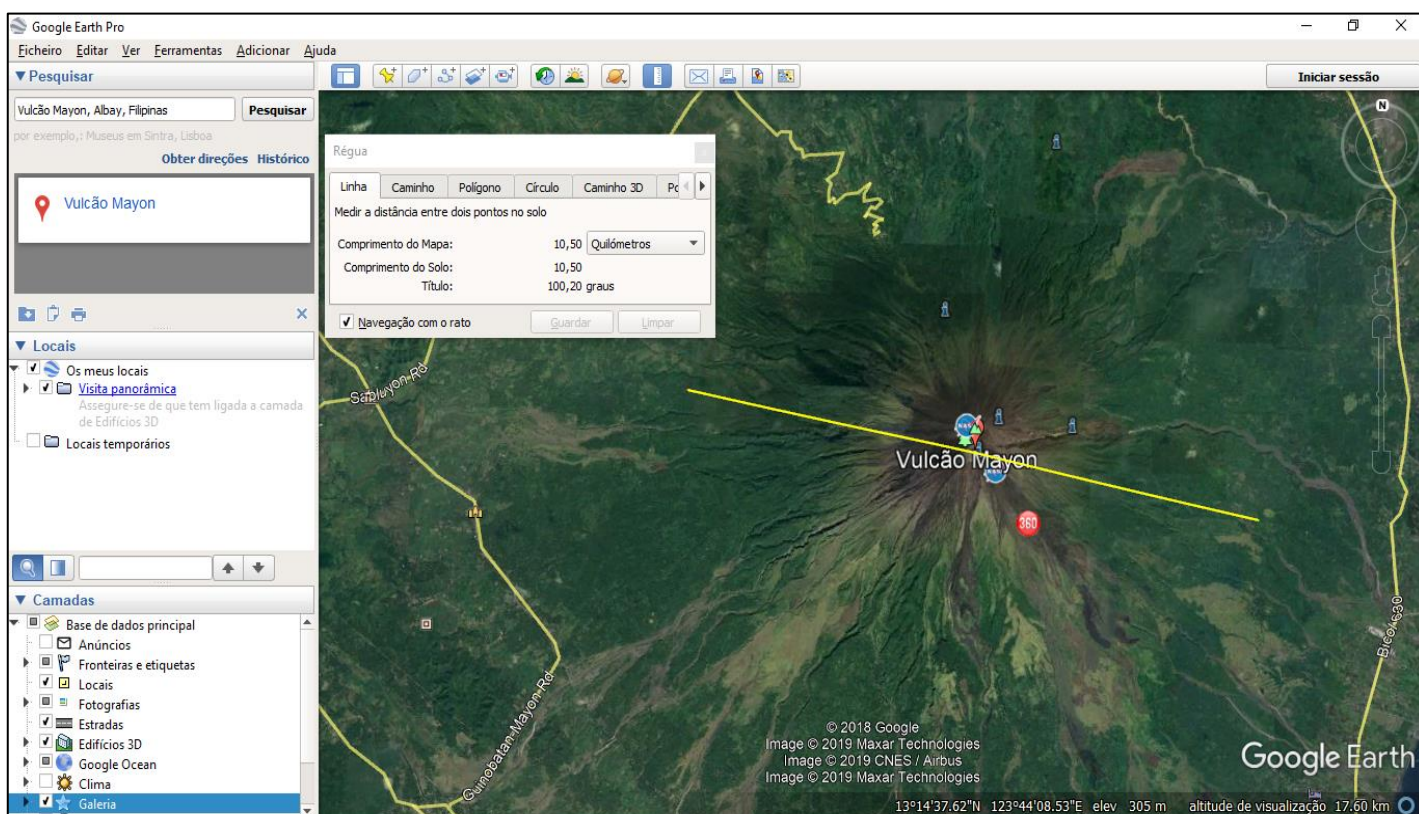 Google Earth Pro
Ficheiro Editar Ver Ferramentas Adicionar Ajuda
Pesquisar
Iniciar sessão
Vulcão Mayon, Albay, Filipinas
Pesquisar
por exemplo,: Museus em Sintra, Lisboa
Obter direções Histórico
Vulcão Mayon
Régua
Linha Caminho Polígono Círculo Caminho 3D
Medir a distância entre dois pontos no solo
Comprimento do Mapa: 10,50 Quilómetros
Comprimento do Solo: 10,50
Título: 100,20 graus
Navegação com o rato Guardar Limpar
Locais
Os meus locais
Visita panorâmica
Assegure-se de que tem ligada a camada
de Edifícios 3D
Locais temporários
Camadas
Base de dados principal
Anúncios
Fronteiras e etiquetas
Locais
Fotografias
Estradas
Edifícios 3D
Google Ocean
Clima
Galeria
N
Vulcão Mayon
360
Guinobatan-Mayon Rd
Bicol 630
© 2018 Google
Image © 2019 Maxar Technologies
Image © 2019 CNES / Airbus
Image © 2019 Maxar Technologies
Google Earth
13°14'37.62"N 123°44'08.53"E elev 305 m altitude de visualização 17.60 km